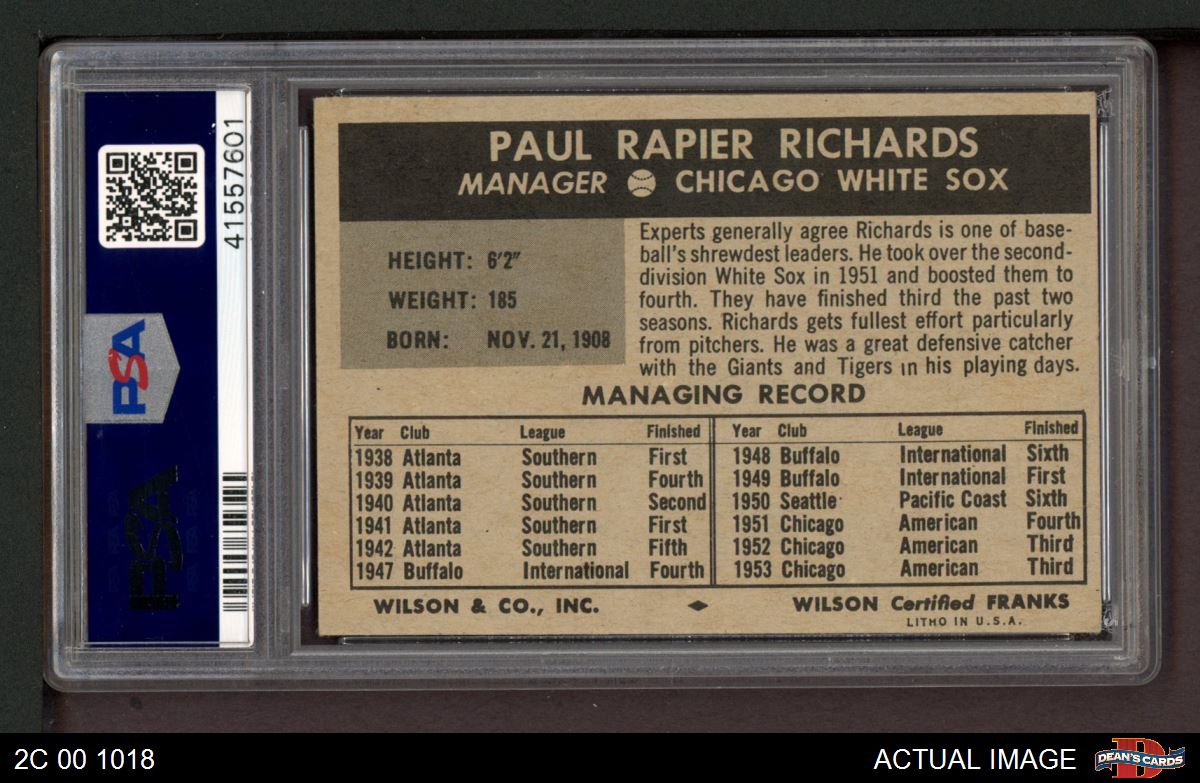 PSA
41557601
PSA
PAUL RAPIER RICHARDS
MANAGER CHICAGO WHITE SOX
HEIGHT: 6'2"
WEIGHT: 185
BORN: NOV. 21, 1908
Experts generally agree Richards is one of base-
ball's shrewdest leaders. He took over the second-
division White Sox in 1951 and boosted them to
fourth. They have finished third the past two
seasons. Richards gets fullest effort particularly
from pitchers. He was a great defensive catcher
with the Giants and Tigers in his playing days.
MANAGING RECORD
Year Club League Finished
1938 Atlanta Southern First
1939 Atlanta Southern Fourth
1940 Atlanta Southern Second
1941 Atlanta Southern First
1942 Atlanta Southern Fifth
1947 Buffalo International Fourth
Year Club League Finished
1948 Buffalo International Sixth
1949 Buffalo International First
1950 Seattle Pacific Coast Sixth
1951 Chicago American Fourth
1952 Chicago American Third
1953 Chicago American Third
WILSON & CO., INC.
WILSON Certified FRANKS
LITHO IN U.S.A.
2C 00 1018
ACTUAL IMAGE
D
DEAN'S CARDS